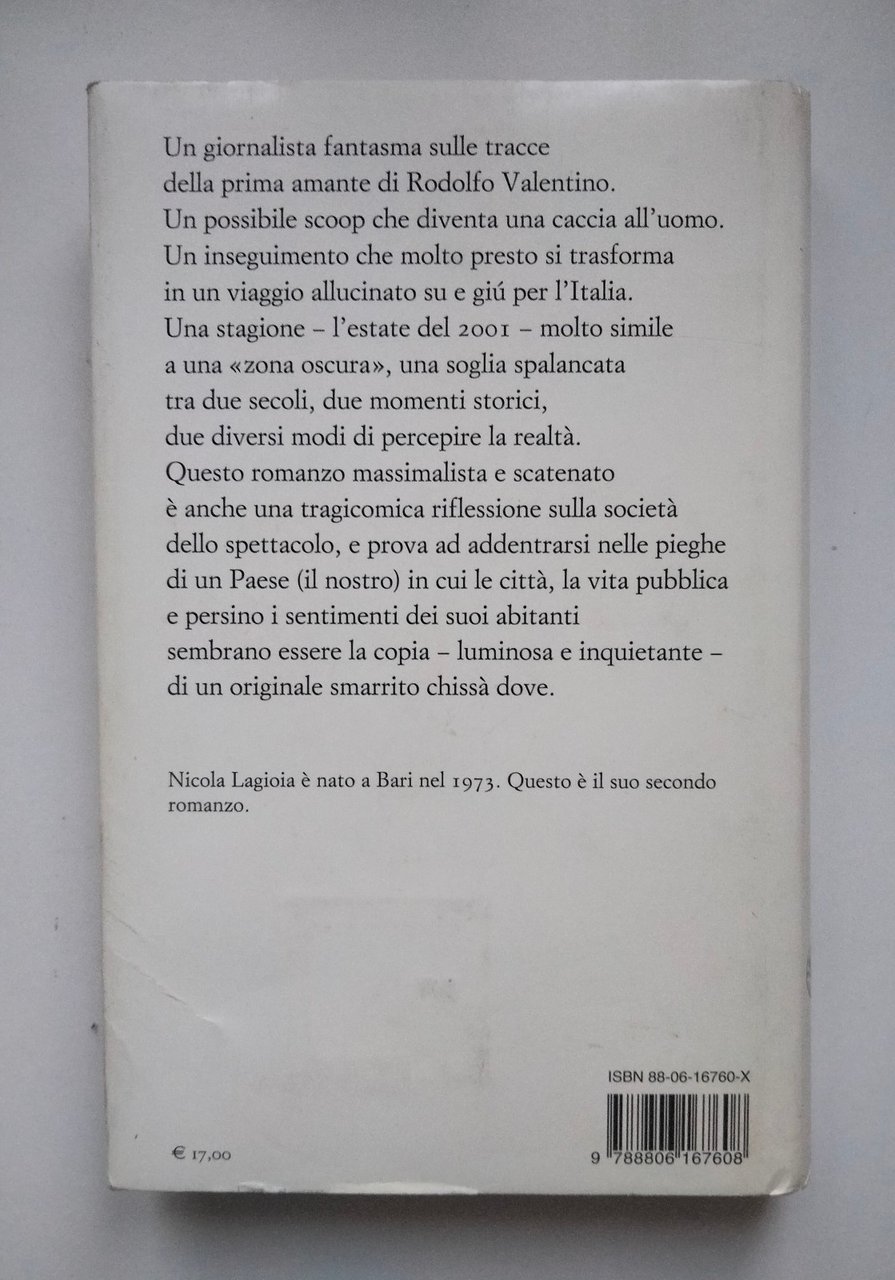 Un giornalista fantasma sulle tracce
della prima amante di Rodolfo Valentino.
Un possibile scoop che diventa una caccia all'uomo.
Un inseguimento che molto presto si trasforma
in un viaggio allucinato su e giú per l'Italia.
Una stagione – l'estate del 2001 – molto simile
a una «zona oscura», una soglia spalancata
tra due secoli, due momenti storici,
due diversi modi di percepire la realtà.
Questo romanzo massimalista e scatenato
è anche una tragicomica riflessione sulla società
dello spettacolo, e prova ad addentrarsi nelle pieghe
di un Paese (il nostro) in cui le città, la vita pubblica
e persino i sentimenti dei suoi abitanti
sembrano essere la copia – luminosa e inquietante –
di un originale smarrito chissà dove.
Nicola Lagioia è nato a Bari nel 1973. Questo è il suo secondo
romanzo.
ISBN 88-06-16760-X
9 788806 167608
€ 17,00